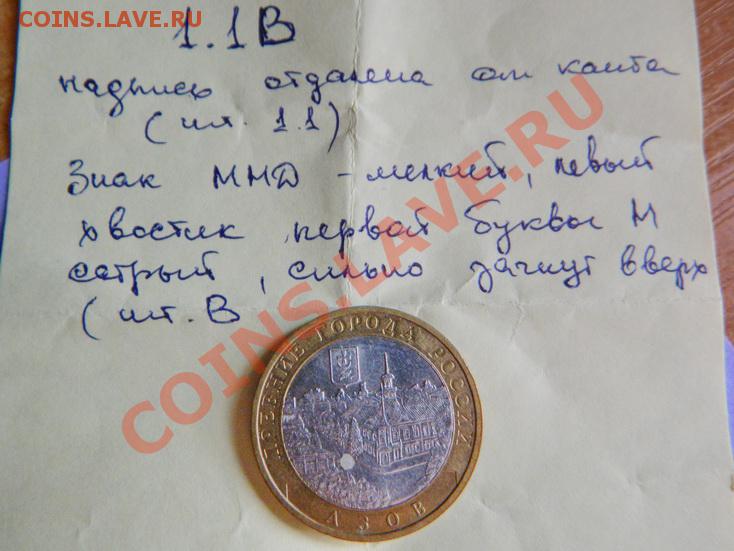 COINS.LAVE.RU
1.1В
надпись отдалена от канта
(шт. 1.1)
Знак ММД - мелкий, левый
хвостик первой буквы М
сетрый, сильно загнут вверх
(шт. В
COINS.LAVE.RU
ДРЕВНИЕ ГОРОДА РОССИИ
АЗОВ